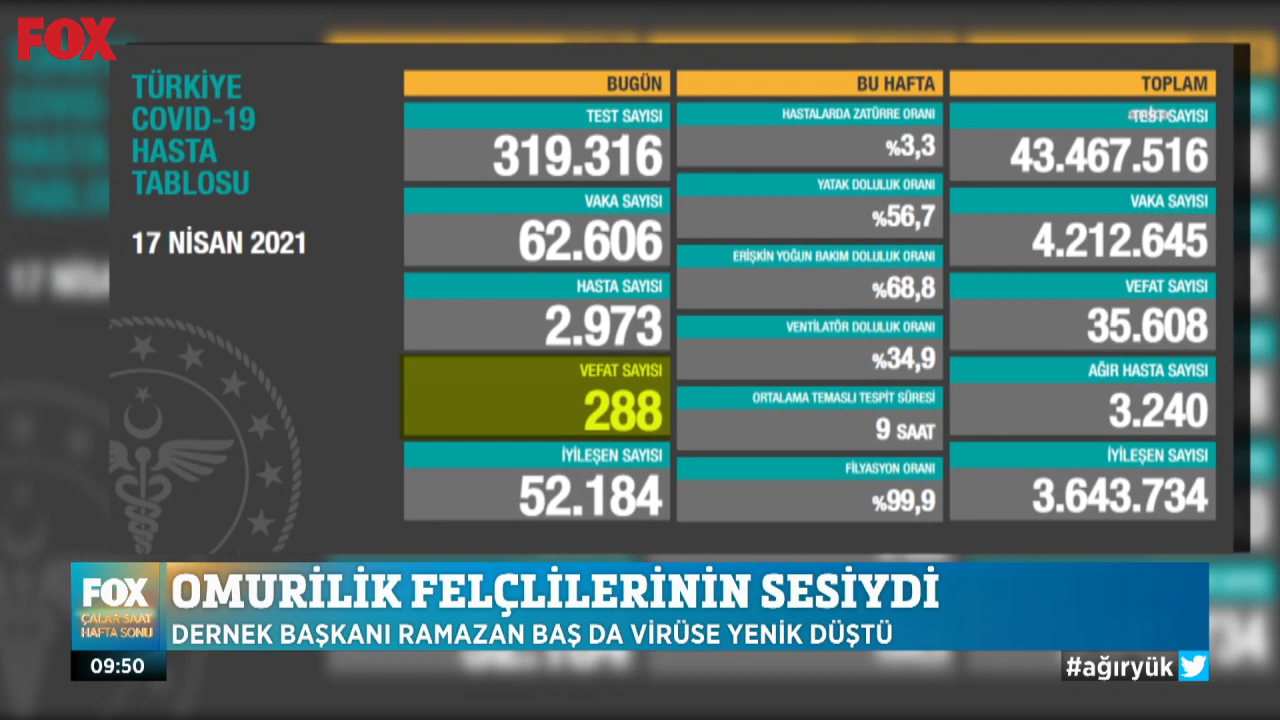 FOX
TÜRKİYE
COVID-19
HASTA
TABLOSU
17 NİSAN 2021
BUGÜN
TEST SAYISI
319.316
VAKA SAYISI
62.606
HASTA SAYISI
2.973
VEFAT SAYISI
288
İYİLEŞEN SAYISI
52.184
BU HAFTA
HASTALARDA ZATÜRRE ORANI
%3,3
YATAK DOLULUK ORANI
%56,7
ERİŞKİN YOĞUN BAKIM DOLULUK ORANI
%68,8
VENTİLATÖR DOLULUK ORANI
%34,9
ORTALAMA TEMASLI TESPİT SÜRESİ
9 SAAT
FİLYASYON ORANI
%99,9
TOPLAM
TEST SAYISI
43.467.516
VAKA SAYISI
4.212.645
VEFAT SAYISI
35.608
AĞIR HASTA SAYISI
3.240
İYİLEŞEN SAYISI
3.643.734
FOX
ÇALAR SAAT
HAFTA SONU
09:50
OMURİLİK FELÇLİLERİNİN SESİYDİ
DERNEK BAŞKANI RAMAZAN BAŞ DA VİRÜSE YENİK DÜŞTÜ
#ağıryük